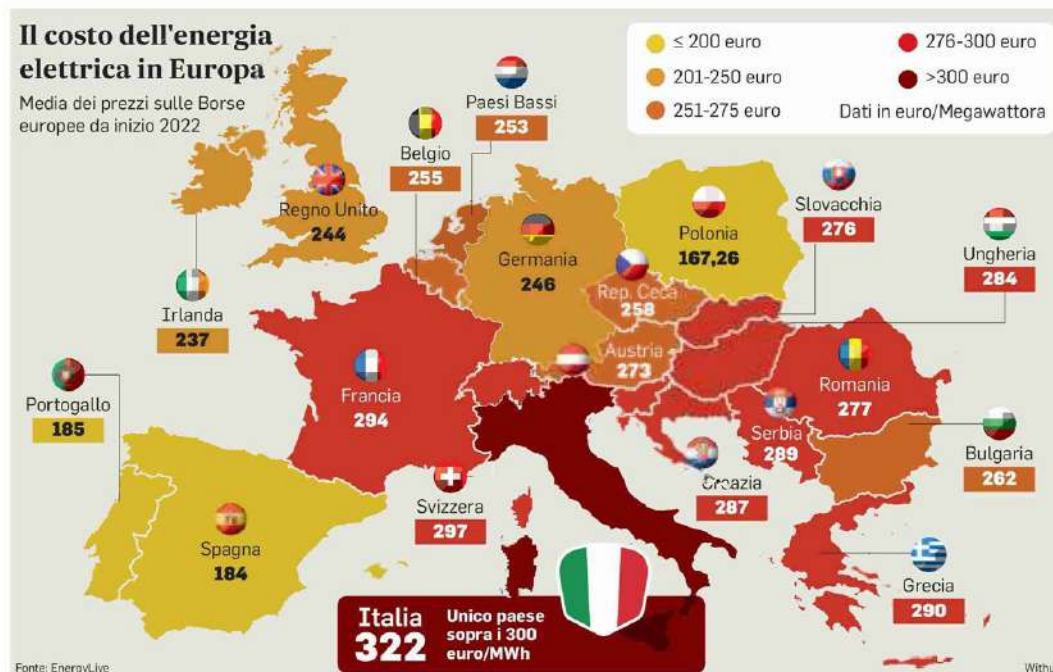 Il costo dell'energia
elettrica in Europa
Media dei prezzi sulle Borse
europee da inizio 2022
≤ 200 euro
201-250 euro
251-275 euro
276-300 euro
>300 euro
Dati in euro/Megawattora
Paesi Bassi
253
Belgio
255
Regno Unito
244
Irlanda
237
Germania
246
Polonia
167,26
Slovacchia
276
Ungheria
284
Rep. Ceca
258
Austria
273
Francia
294
Romania
277
Portogallo
185
Serbia
289
Bulgaria
262
Svizzera
297
Croazia
287
Spagna
184
Grecia
290
Italia
322
Unico paese
sopra i 300
euro/MWh
Fonte: EnergyLive
Withu